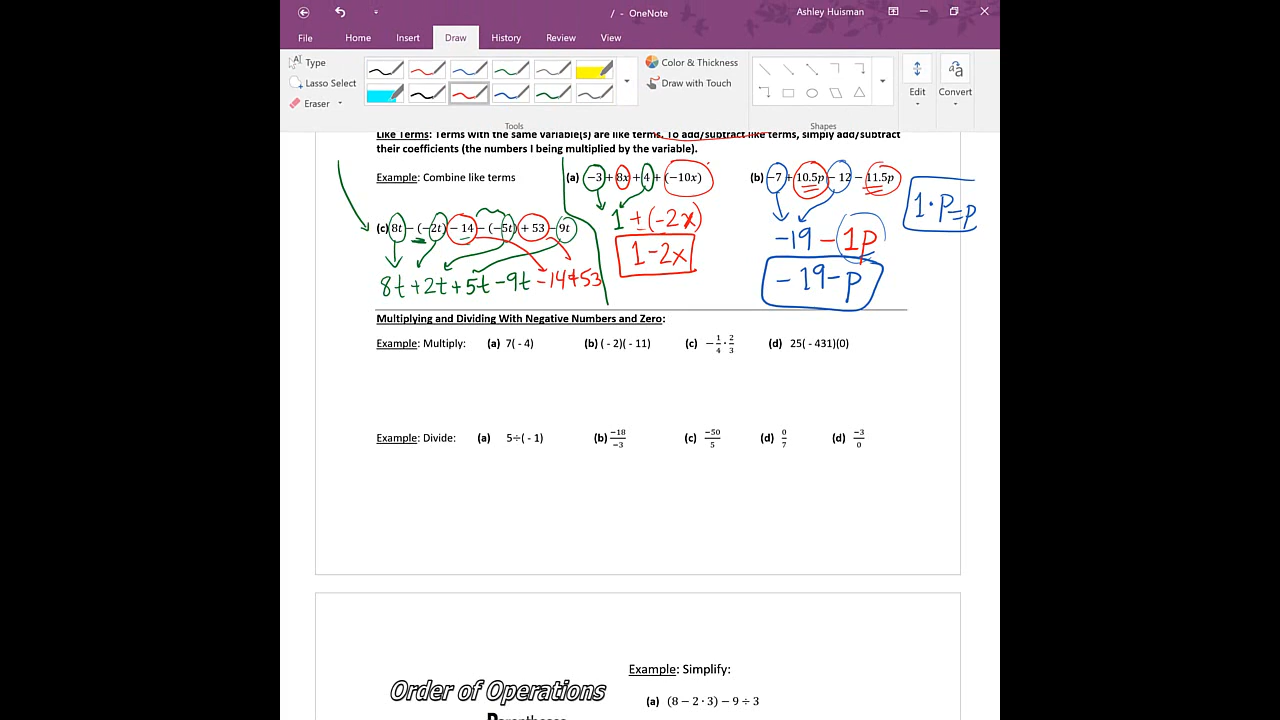 / - OneNote
Ashley Huisman
File Home Insert Draw History Review View
Type
Lasso Select
Eraser
Color & Thickness
Draw with Touch
Edit
Convert
Tools
Shapes
Like Terms: Terms with the same variable(s) are like terms. To add/subtract like terms, simply add/subtract
their coefficients (the numbers I being multiplied by the variable).
Example: Combine like terms
(a) −3 + 8x + 4 + (−10x)
(b) −7 + 10.5p − 12 − 11.5p
1 ± (-2x)
1 - 2x
-19 - 1p
-19 - p
1 · p = p
(c) 8t − (−2t) − 14 − (−5t) + 53 − 9t
8t + 2t + 5t - 9t - 14 + 53
Multiplying and Dividing With Negative Numbers and Zero:
Example: Multiply: (a) 7( - 4) (b) ( - 2)( - 11) (c) −1/4 · 2/3 (d) 25( - 431)(0)
Example: Divide: (a) 5÷( - 1) (b) −18/−3 (c) −50/5 (d) 0/7 (d) −3/0
Example: Simplify:
Order of Operations
(a) (8 − 2 · 3) − 9 ÷ 3
Parentheses